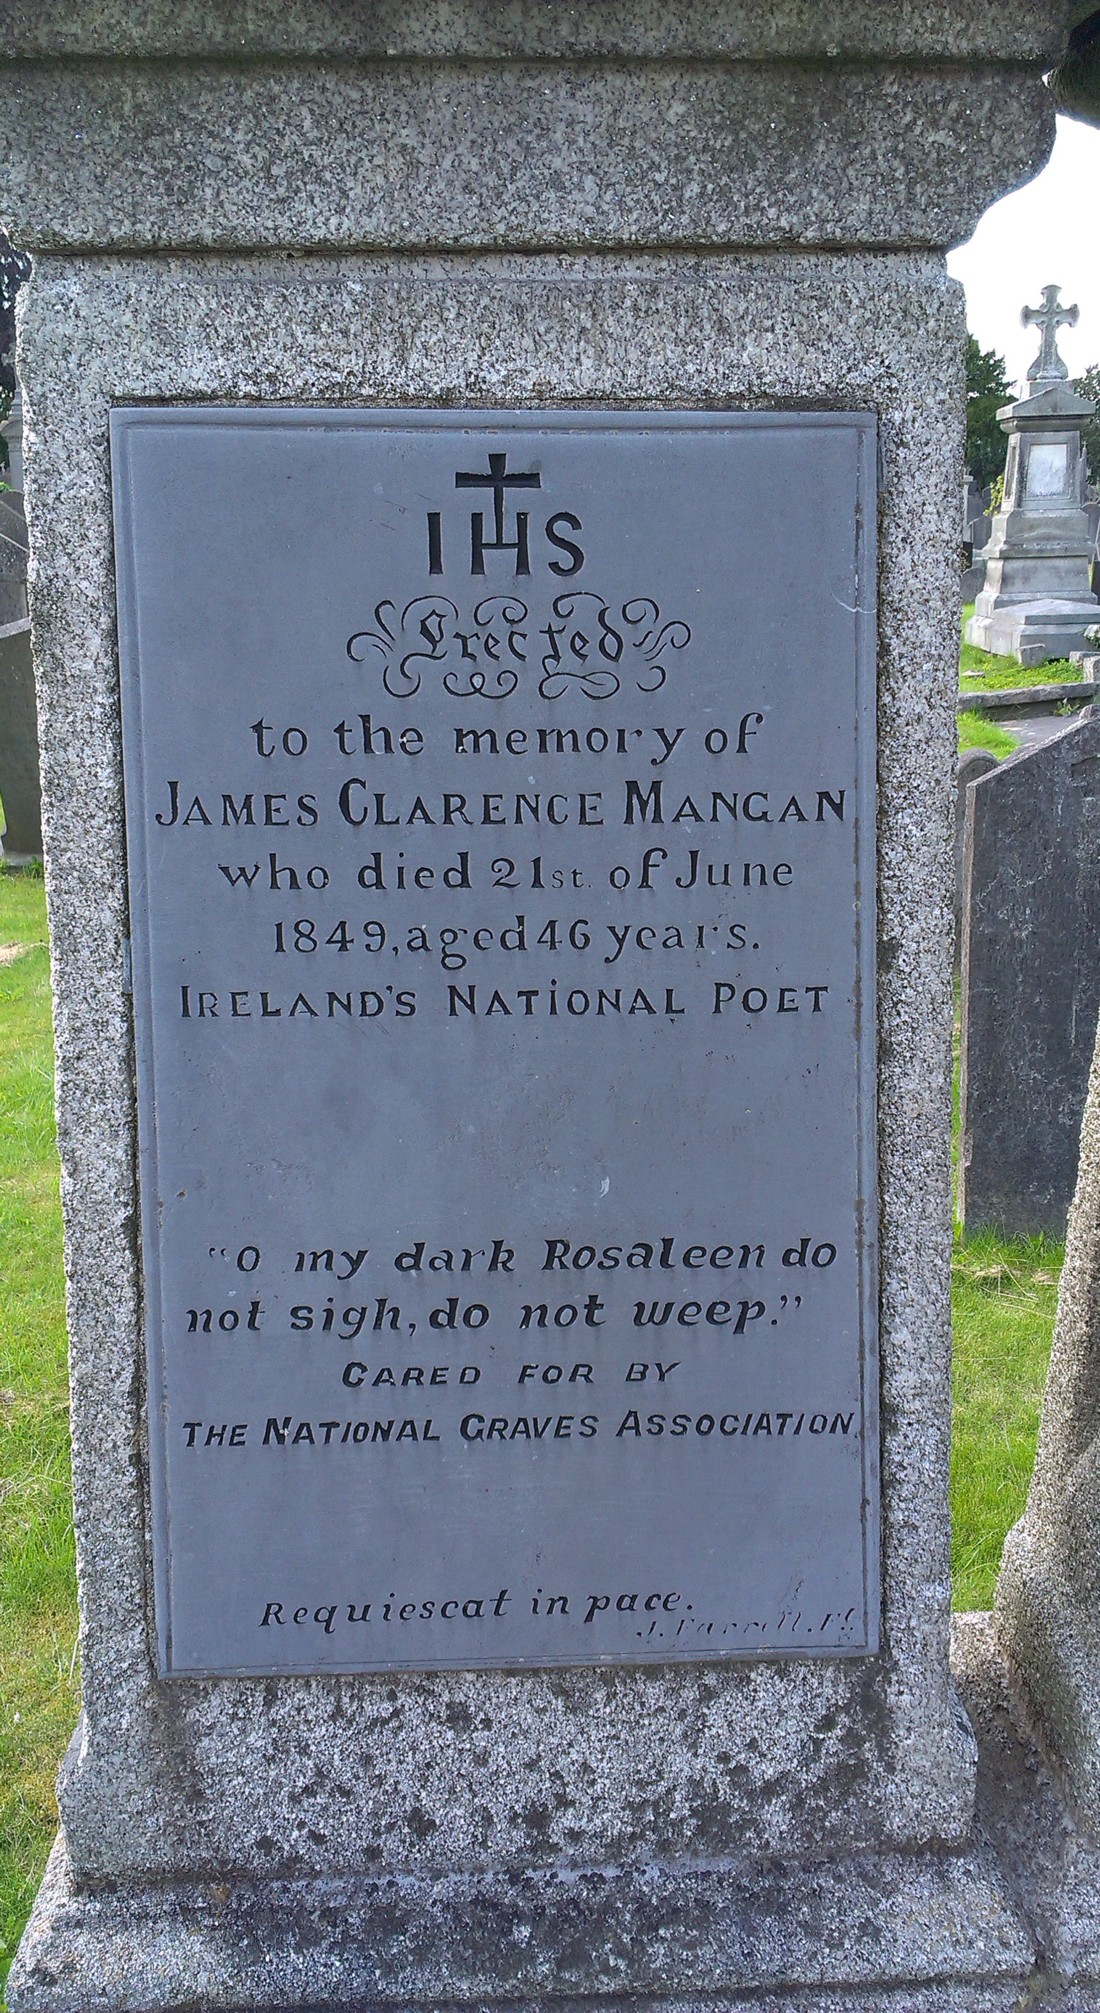 IHS
Erected
to the memory of
JAMES CLARENCE MANGAN
who died 21st. of June
1849, aged 46 years.
IRELAND'S NATIONAL POET
"O my dark Rosaleen do
not sigh, do not weep."
CARED FOR BY
THE NATIONAL GRAVES ASSOCIATION.
Requiescat in pace.
J. Farrell.